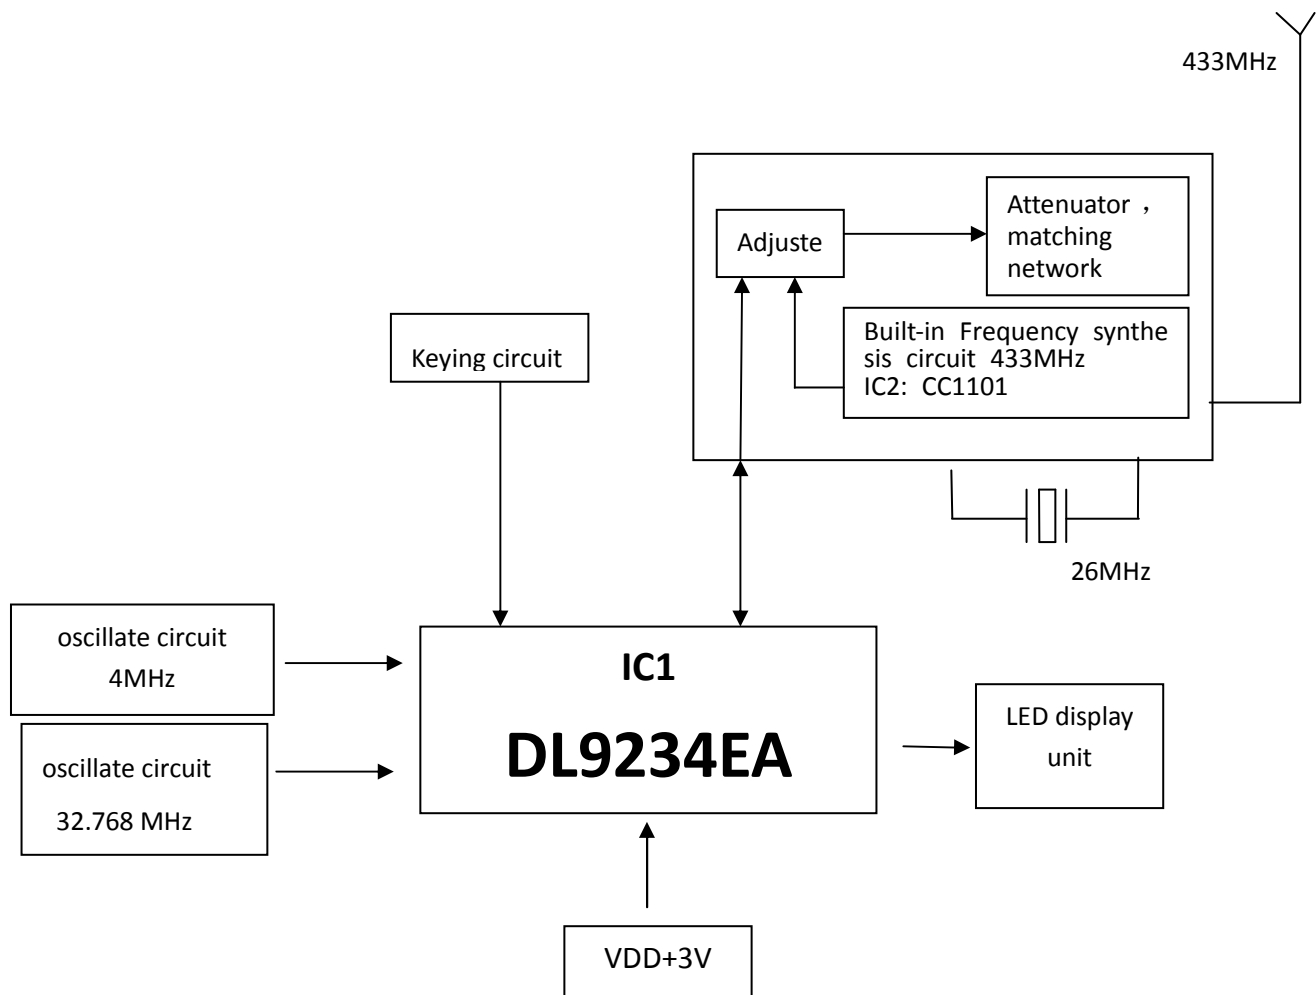 433MHz
Attenuator ，
matching
network
Adjuste
Built-in Frequency synthe
sis circuit 433MHz
IC2: CC1101
Keying circuit
26MHz
oscillate circuit
4MHz
IC1
DL9234EA
LED display
unit
oscillate circuit
32.768 MHz
VDD+3V